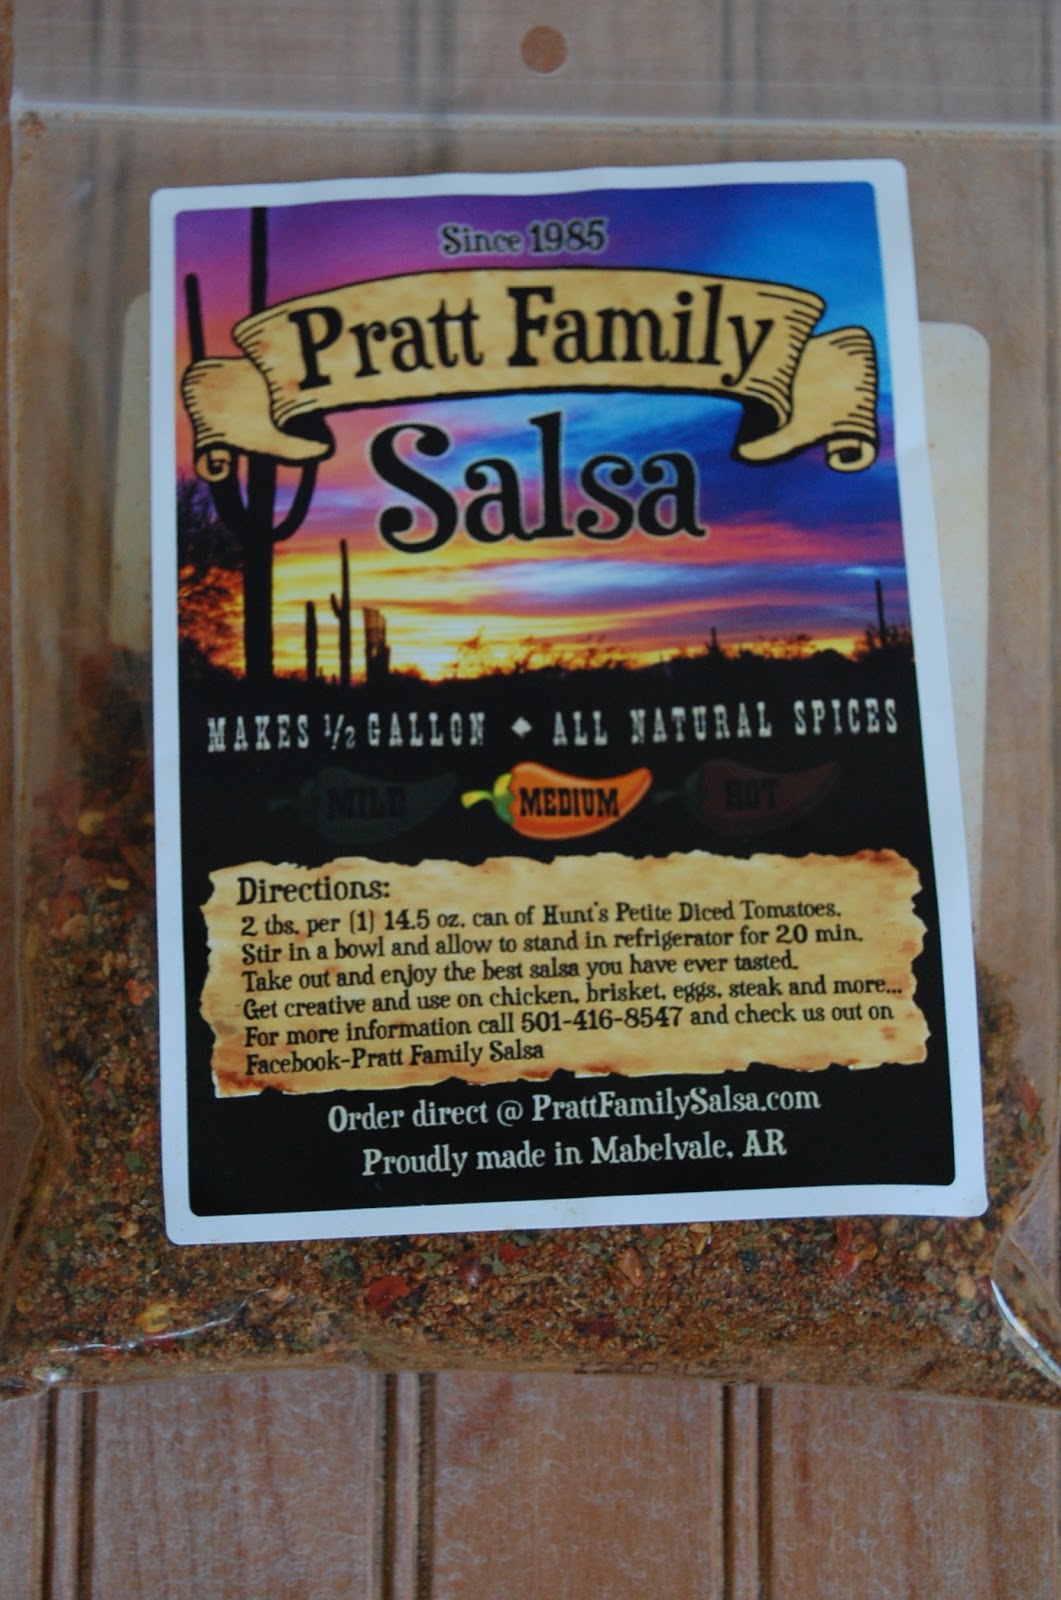 Since 1985
Pratt Family
Salsa
MAKES 1/2 GALLON ◆ ALL NATURAL SPICES
MILD MEDIUM HOT
Directions:
2 tbs. per (1) 14.5 oz. can of Hunt's Petite Diced Tomatoes.
Stir in a bowl and allow to stand in refrigerator for 20 min.
Take out and enjoy the best salsa you have ever tasted.
Get creative and use on chicken, brisket, eggs, steak and more...
For more information call 501-416-8547 and check us out on
Facebook-Pratt Family Salsa
Order direct @ PrattFamilySalsa.com
Proudly made in Mabelvale, AR